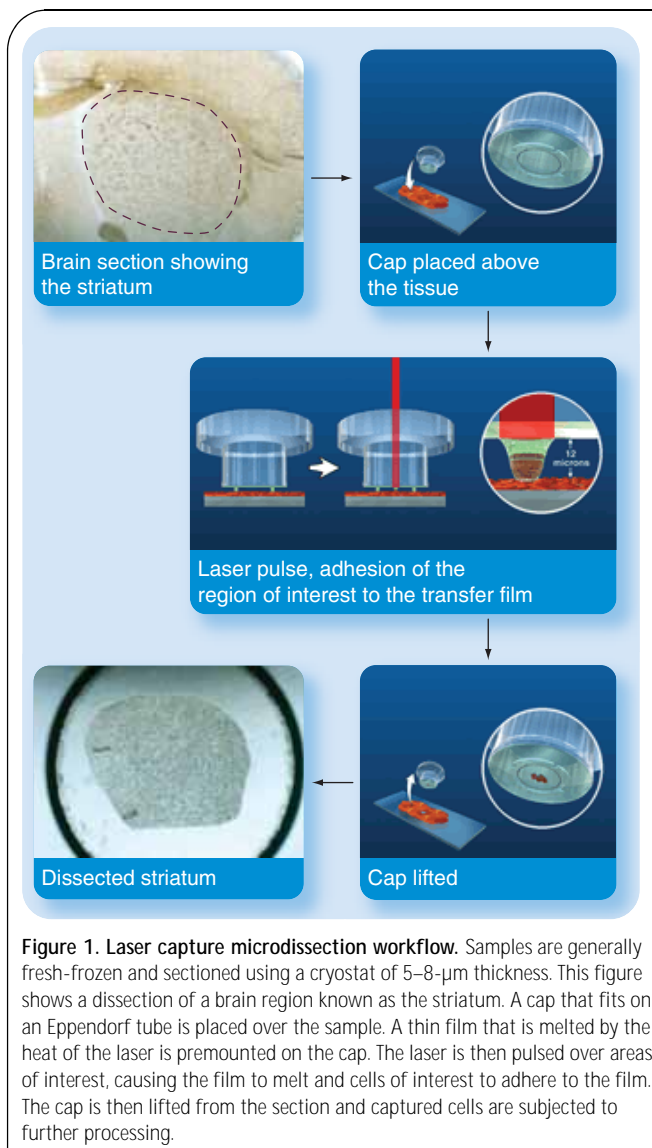 Brain section showing
the striatum
Cap placed above
the tissue
12
microns
Laser pulse, adhesion of the
region of interest to the transfer film
Dissected striatum
Cap lifted
Figure 1. Laser capture microdissection workflow. Samples are generally
fresh-frozen and sectioned using a cryostat of 5–8-µm thickness. This figure
shows a dissection of a brain region known as the striatum. A cap that fits on
an Eppendorf tube is placed over the sample. A thin film that is melted by the
heat of the laser is premounted on the cap. The laser is then pulsed over areas
of interest, causing the film to melt and cells of interest to adhere to the film.
The cap is then lifted from the section and captured cells are subjected to
further processing.